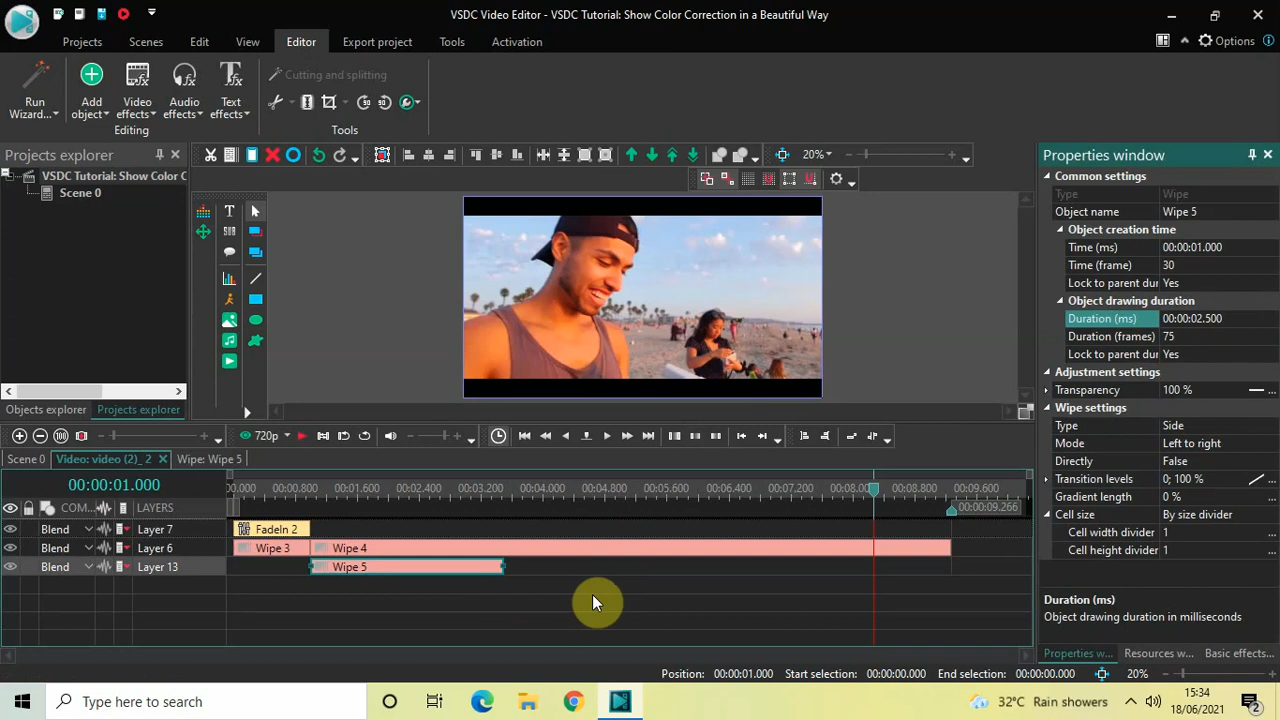 VSDC Video Editor - VSDC Tutorial: Show Color Correction in a Beautiful Way
Projects
Scenes
Edit
View
Editor
Export project
Tools
Activation
Options
Run
Wizard...
Add
object
Video
effects
Audio
effects
Text
effects
Editing
Cutting and splitting
Tools
Projects explorer
VSDC Tutorial: Show Color C
Scene 0
Objects explorer
Projects explorer
20%
Properties window
Common settings
Type Wipe
Object name Wipe 5
Object creation time
Time (ms) 00:00:01.000
Time (frame) 30
Lock to parent dur Yes
Object drawing duration
Duration (ms) 00:00:02.500
Duration (frames) 75
Lock to parent dur Yes
Adjustment settings
Transparency 100 % ...
Wipe settings
Type Side
Mode Left to right
Directly False
Transition levels 0; 100 % ...
Gradient length 0 %
Cell size By size divider
Cell width divider 1
Cell height divider 1
Duration (ms)
Object drawing duration in milliseconds
Properties w...
Resources w...
Basic effects...
720p
Scene 0
Video: video (2)_ 2
Wipe: Wipe 5
00:00:01.000
0.000 00:00.800 00:01.600 00:02.400 00:03.200 00:04.000 00:04.800 00:05.600 00:06.400 00:07.200 00:08.00 00:08.800 00:09.600
COM...
LAYERS
00:00:09.266
Blend
Layer 7
FadeIn 2
Blend
Layer 6
Wipe 3
Wipe 4
Blend
Layer 13
Wipe 5
Position: 00:00:01.000 Start selection: 00:00:00.000 End selection: 00:00:00.000 20%
Type here to search
32°C Rain showers
15:34
18/06/2021
2